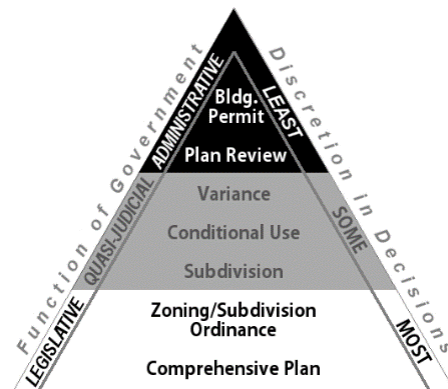 Function of Government
Discretion in Decisions
ADMINISTRATIVE
LEAST
Bldg.
Permit
Plan Review
QUASI-JUDICIAL
SOME
Variance
Conditional Use
Subdivision
LEGISLATIVE
MOST
Zoning/Subdivision
Ordinance
Comprehensive Plan